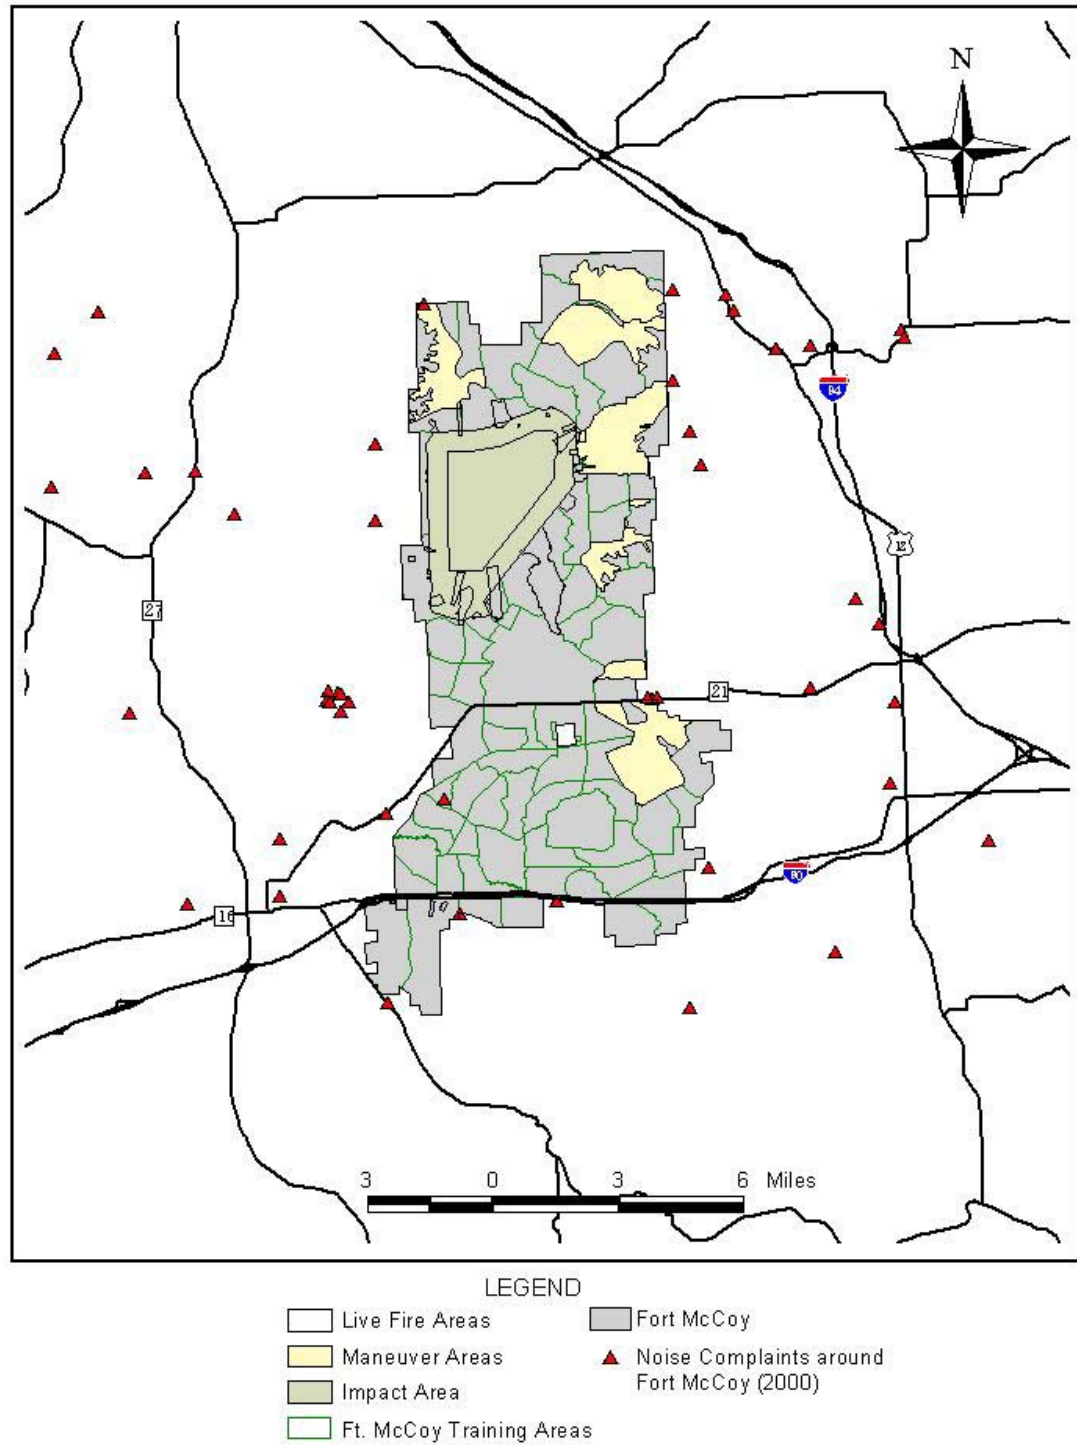 N
94
12
27
21
90
16
3 0 3 6 Miles
LEGEND
Live Fire Areas
Maneuver Areas
Impact Area
Ft. McCoy Training Areas
Fort McCoy
Noise Complaints around
Fort McCoy (2000)